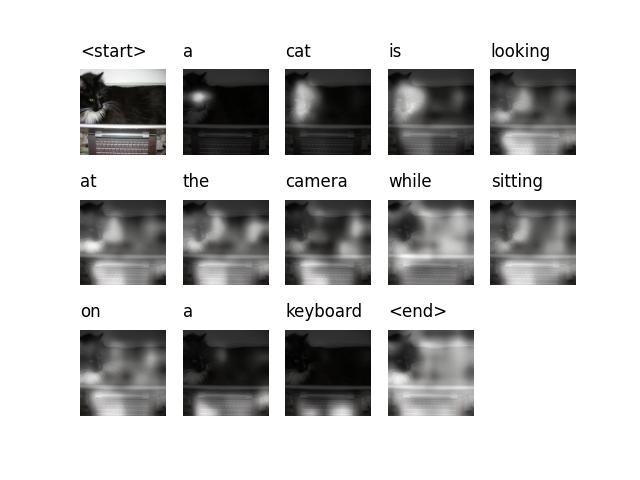 <start> a cat is looking
at the camera while sitting
on a keyboard <end>